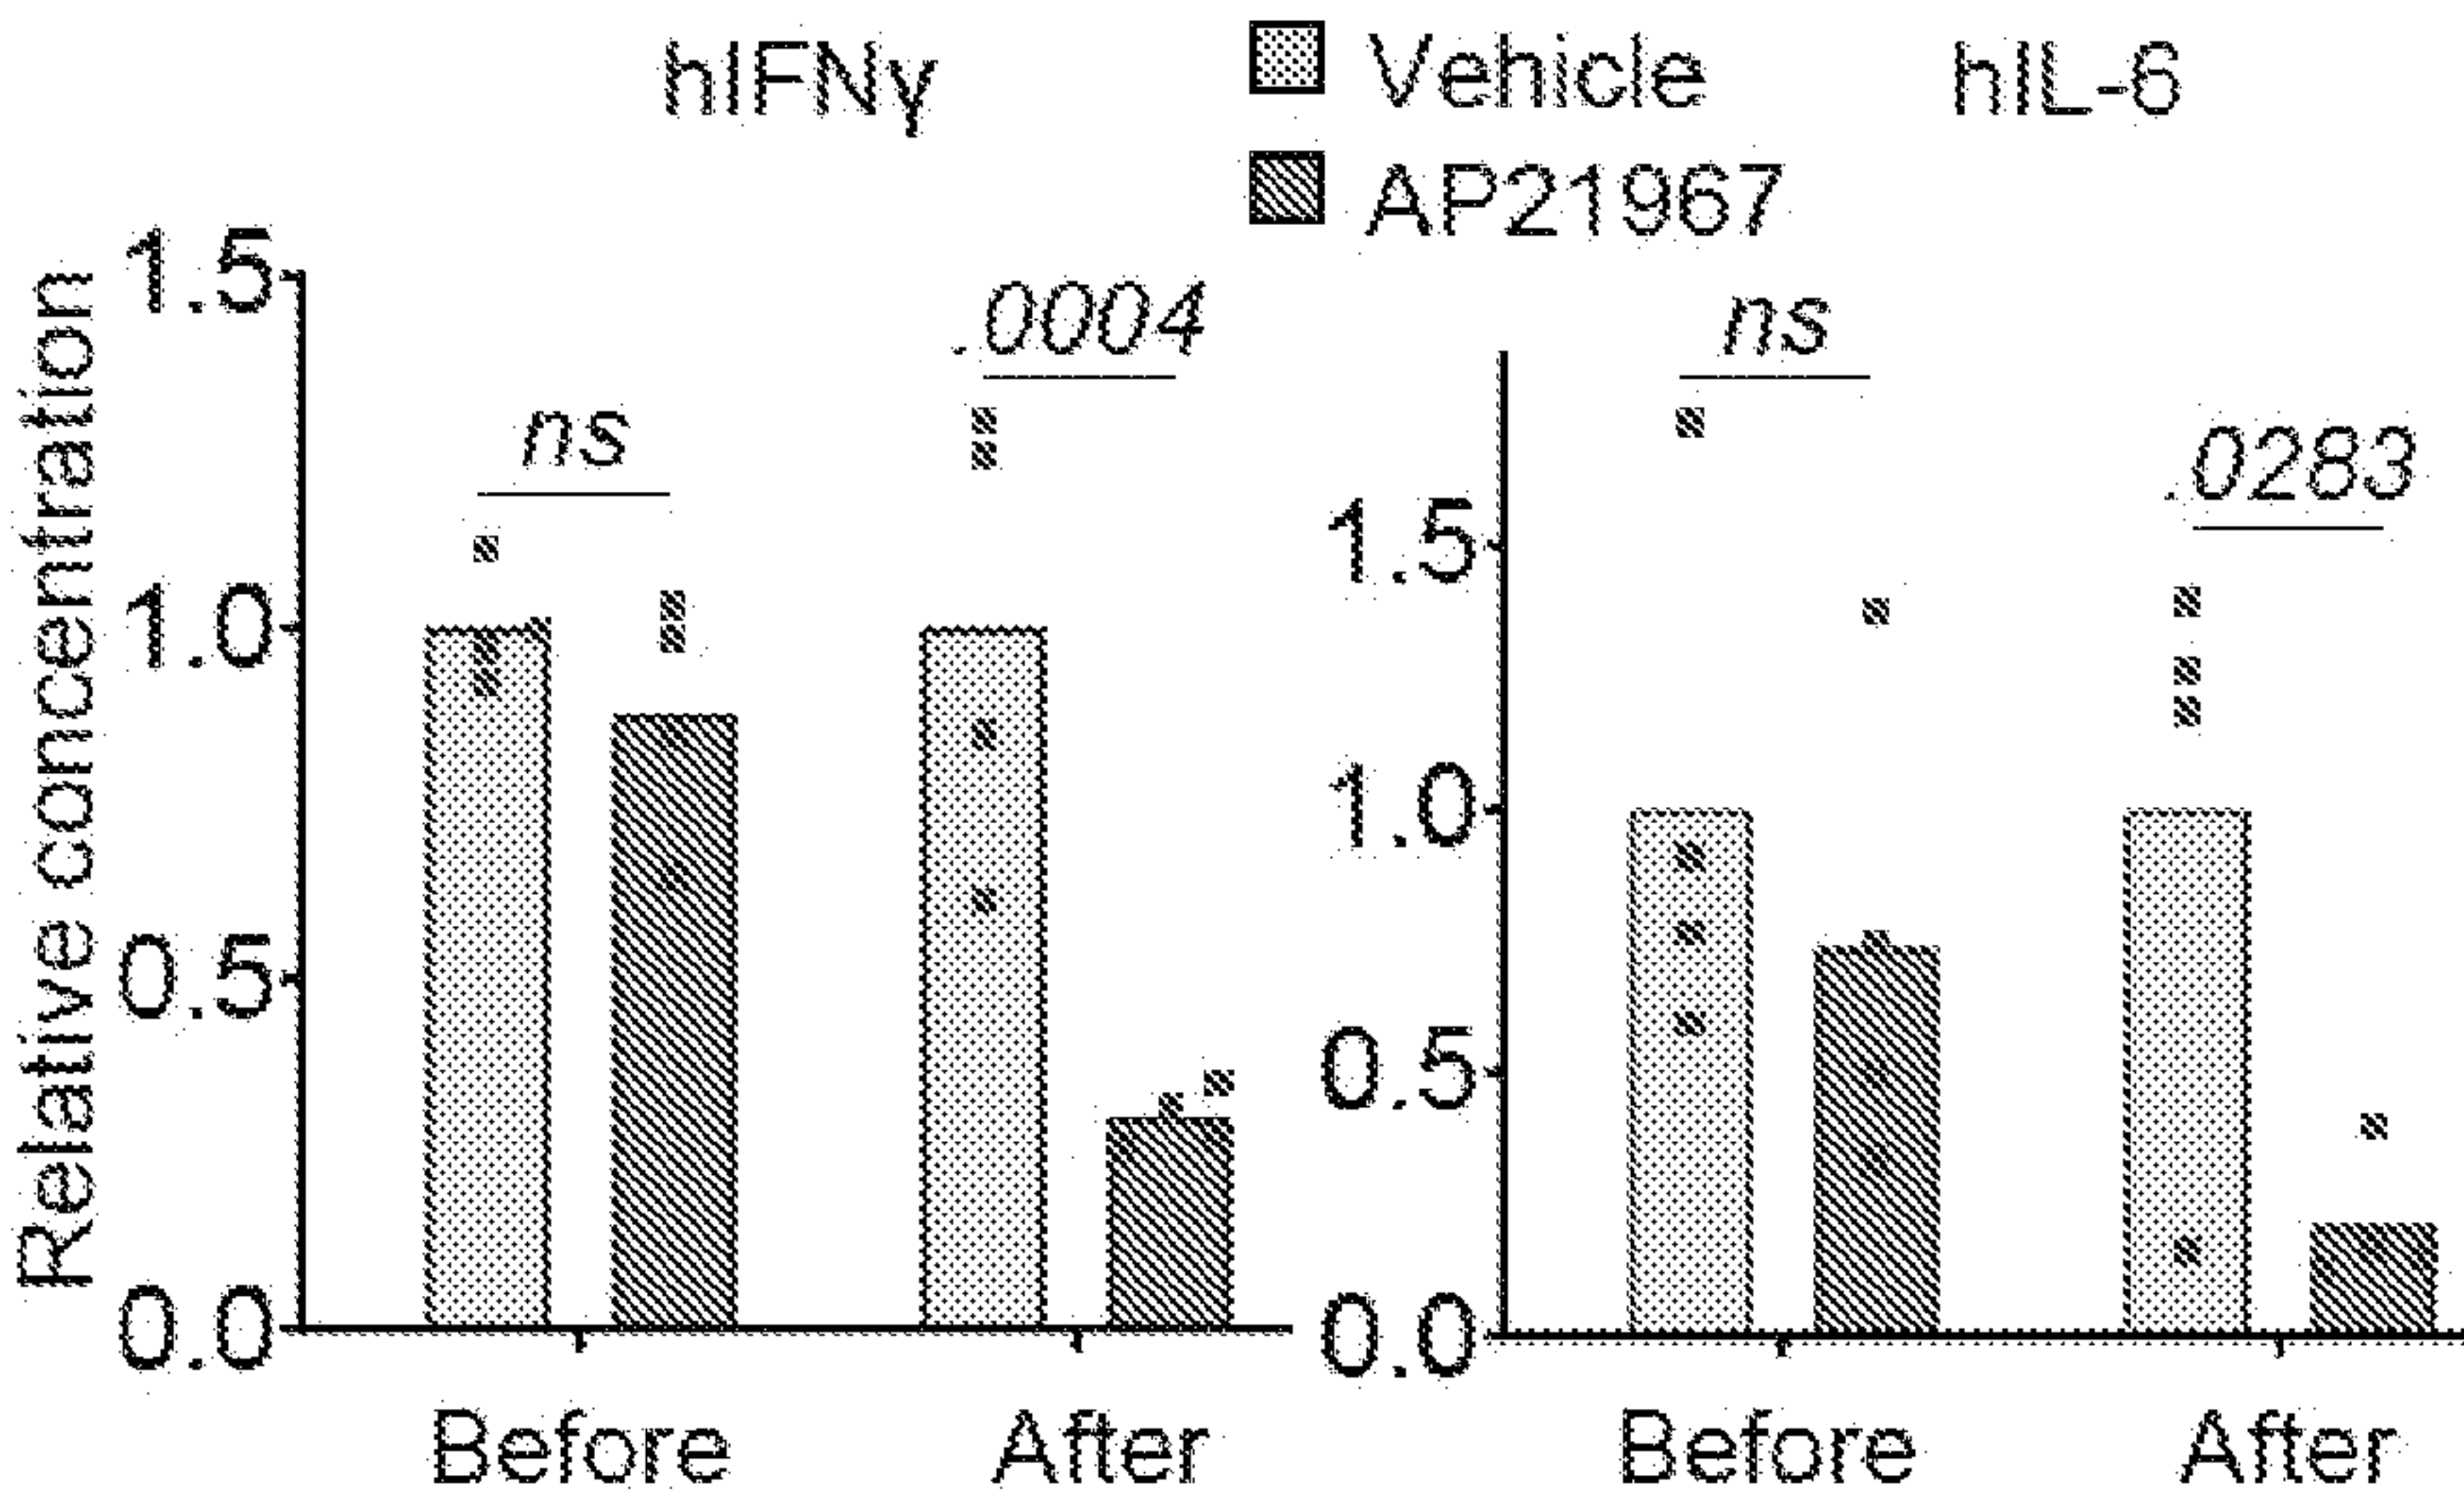 hIFNγ
Vehicle
AP21967
hIL-6
Relative concentration
1.5
1.0
0.5
0.0
ns
.0004
Before
After
1.5
1.0
0.5
0.0
ns
.0283
Before
After